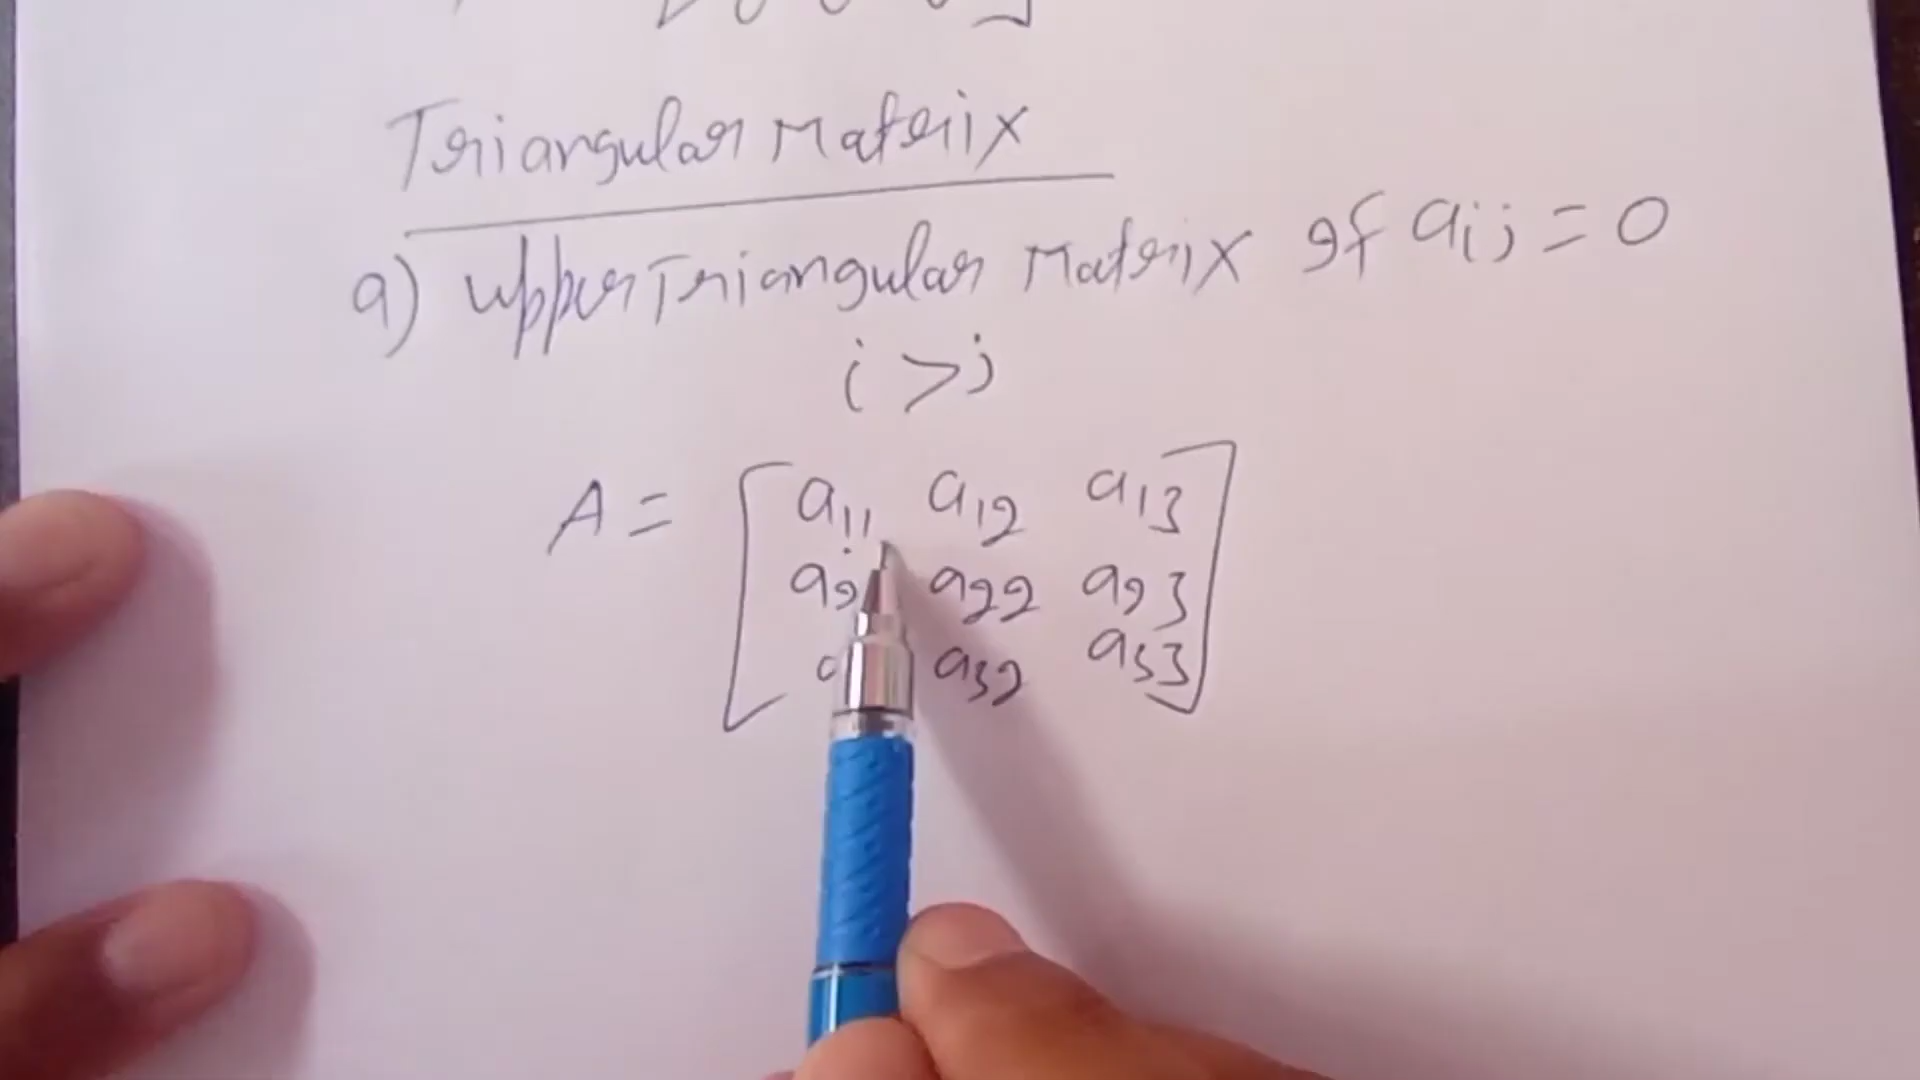 Triangular Matrix
a) Upper Triangular Matrix if aij = 0
i > j
A = [ a11 a12 a13
a22 a23
a32 a33 ]